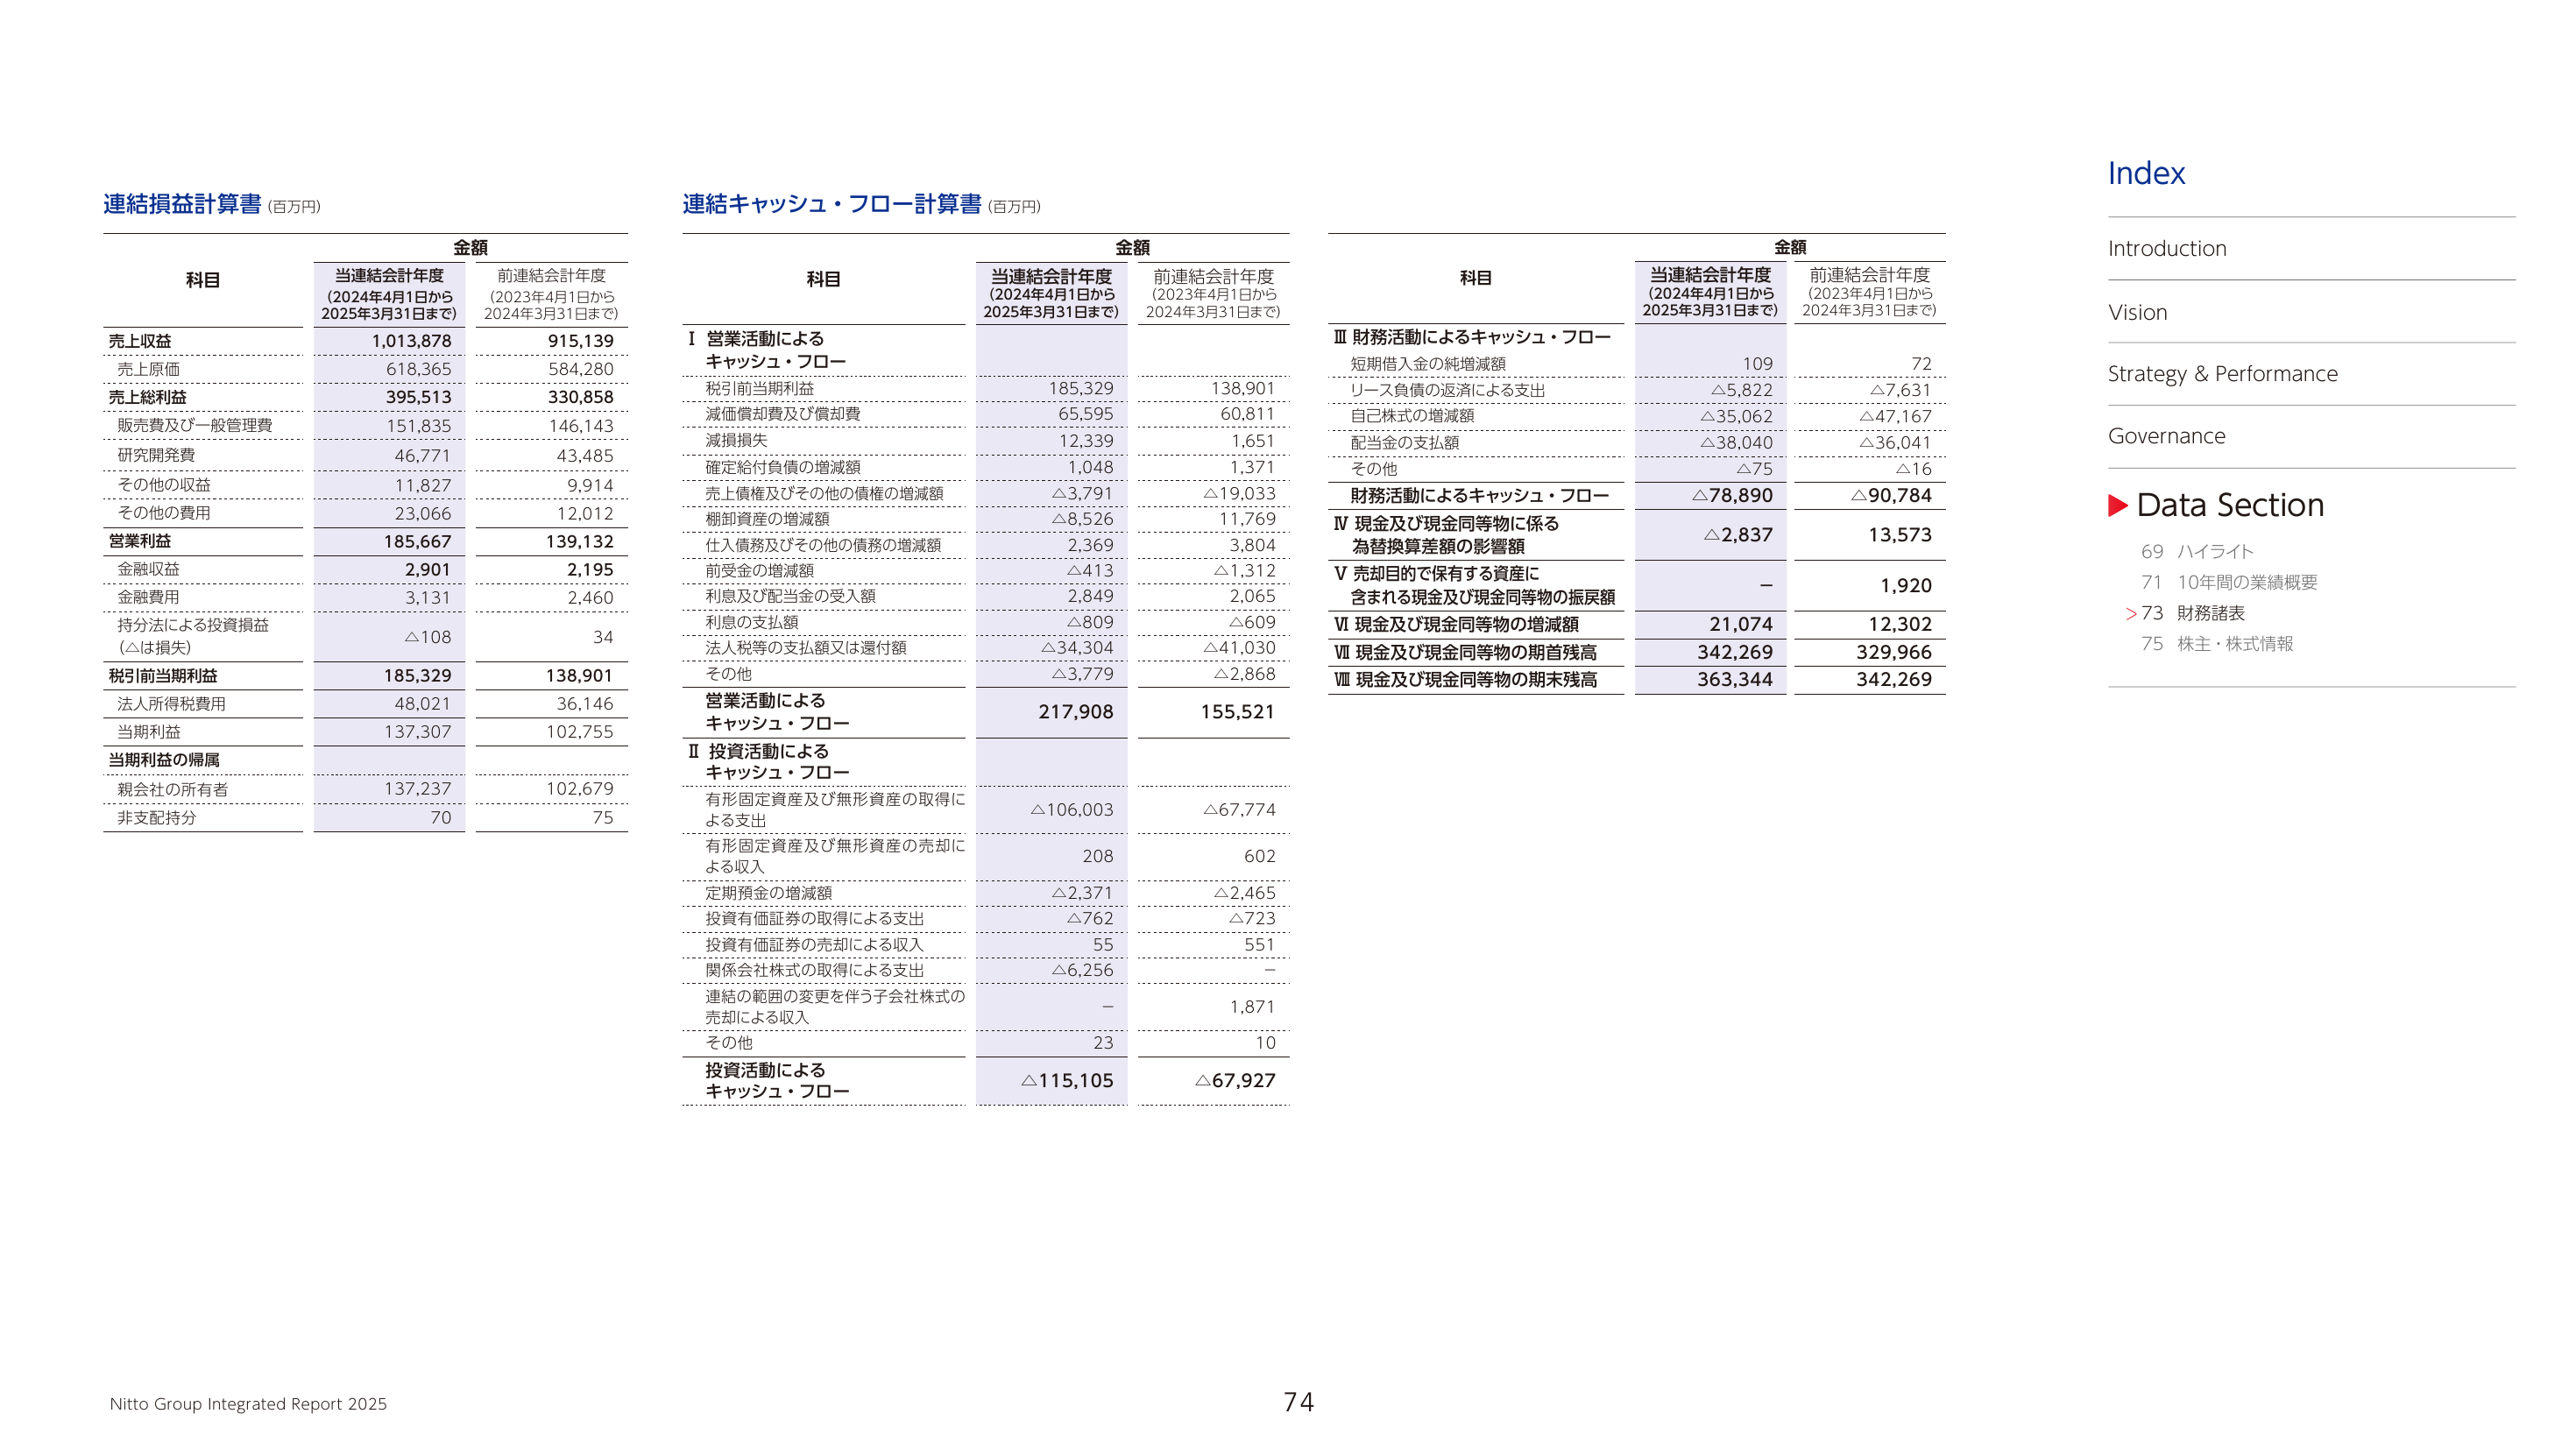 連結損益計算書 (百万円)
科目
金額
当連結会計年度
(2024年4月1日から
2025年3月31日まで)
前連結会計年度
(2023年4月1日から
2024年3月31日まで)
売上収益 1,013,878 915,139
売上原価 618,365 584,280
売上総利益 395,513 330,858
販売費及び一般管理費 151,835 146,143
研究開発費 46,771 43,485
その他の収益 11,827 9,914
その他の費用 23,066 12,012
営業利益 185,667 139,132
金融収益 2,901 2,195
金融費用 3,131 2,460
持分法による投資損益
(△は損失) △108 34
税引前当期利益 185,329 138,901
法人所得税費用 48,021 36,146
当期利益 137,307 102,755
当期利益の帰属
親会社の所有者 137,237 102,679
非支配持分 70 75
連結キャッシュ・フロー計算書 (百万円)
科目
金額
当連結会計年度
(2024年4月1日から
2025年3月31日まで)
前連結会計年度
(2023年4月1日から
2024年3月31日まで)
Ⅰ 営業活動による
キャッシュ・フロー
税引前当期利益 185,329 138,901
減価償却費及び償却費 65,595 60,811
減損損失 12,339 1,651
確定給付負債の増減額 1,048 1,371
売上債権及びその他の債権の増減額 △3,791 △19,033
棚卸資産の増減額 △8,526 11,769
仕入債務及びその他の債務の増減額 2,369 3,804
前受金の増減額 △413 △1,312
利息及び配当金の受入額 2,849 2,065
利息の支払額 △809 △609
法人税等の支払額又は還付額 △34,304 △41,030
その他 △3,779 △2,868
営業活動による
キャッシュ・フロー 217,908 155,521
Ⅱ 投資活動による
キャッシュ・フロー
有形固定資産及び無形資産の取得に
よる支出 △106,003 △67,774
有形固定資産及び無形資産の売却に
よる収入 208 602
定期預金の増減額 △2,371 △2,465
投資有価証券の取得による支出 △762 △723
投資有価証券の売却による収入 55 551
関係会社株式の取得による支出 △6,256 －
連結の範囲の変更を伴う子会社株式の
売却による収入 － 1,871
その他 23 10
投資活動による
キャッシュ・フロー △115,105 △67,927
科目
金額
当連結会計年度
(2024年4月1日から
2025年3月31日まで)
前連結会計年度
(2023年4月1日から
2024年3月31日まで)
Ⅲ 財務活動によるキャッシュ・フロー
短期借入金の純増減額 109 72
リース負債の返済による支出 △5,822 △7,631
自己株式の増減額 △35,062 △47,167
配当金の支払額 △38,040 △36,041
その他 △75 △16
財務活動によるキャッシュ・フロー △78,890 △90,784
Ⅳ 現金及び現金同等物に係る
為替換算差額の影響額 △2,837 13,573
Ⅴ 売却目的で保有する資産に
含まれる現金及び現金同等物の振戻額 － 1,920
Ⅵ 現金及び現金同等物の増減額 21,074 12,302
Ⅶ 現金及び現金同等物の期首残高 342,269 329,966
Ⅷ 現金及び現金同等物の期末残高 363,344 342,269
Index
Introduction
Vision
Strategy & Performance
Governance
Data Section
69 ハイライト
71 10年間の業績概要
＞73 財務諸表
75 株主・株式情報
Nitto Group Integrated Report 2025
74